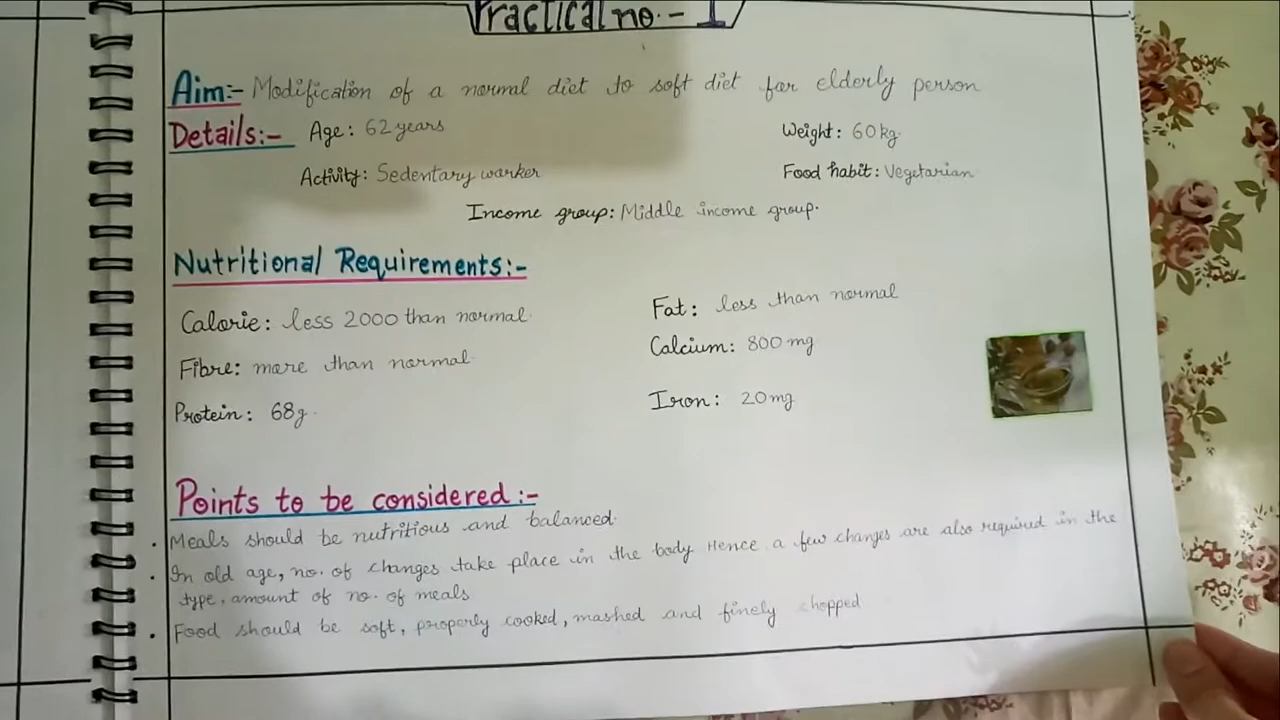 Practical no.- 1
Aim:- Modification of a normal diet to soft diet for elderly person
Details:- Age: 62 years Weight: 60 kg.
Activity: Sedentary worker Food habit: Vegetarian
Income group: Middle income group.
Nutritional Requirements:-
Calorie: less 2000 than normal Fat: less than normal
Fibre: more than normal Calcium: 800 mg
Protein: 68g. Iron: 20mg
Points to be considered:-
• Meals should be nutritious and balanced.
• In old age, no. of changes take place in the body Hence a few changes are also required in the
type, amount of no. of meals
• Food should be soft, properly cooked, mashed and finely chopped